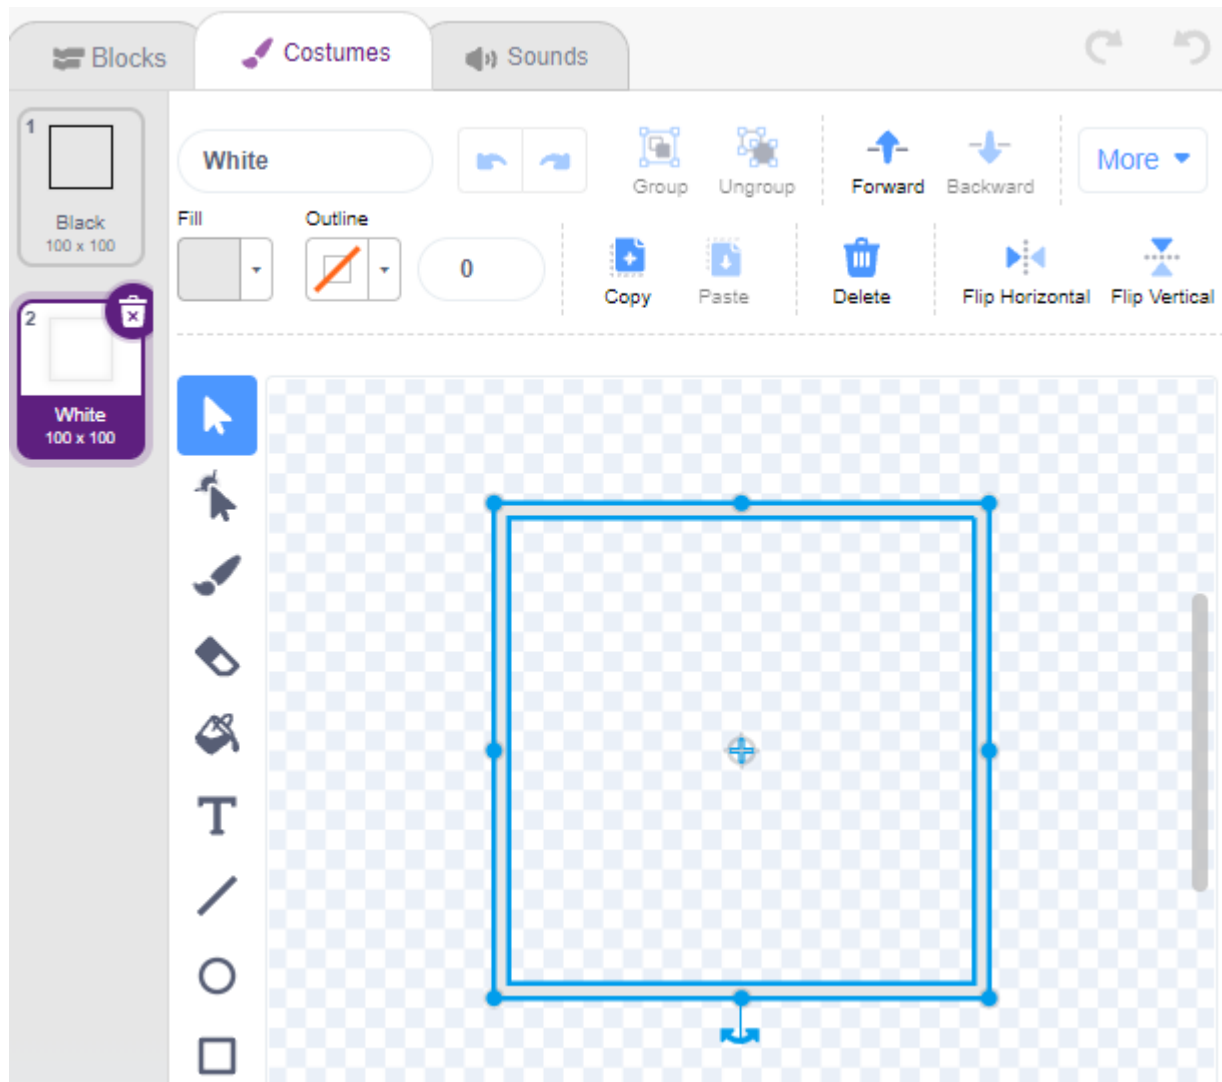 Blocks
Costumes
Sounds
1
Black
100 x 100
2
White
100 x 100
White
Group
Ungroup
Forward
Backward
More
Fill
Outline
0
Copy
Paste
Delete
Flip Horizontal
Flip Vertical
T